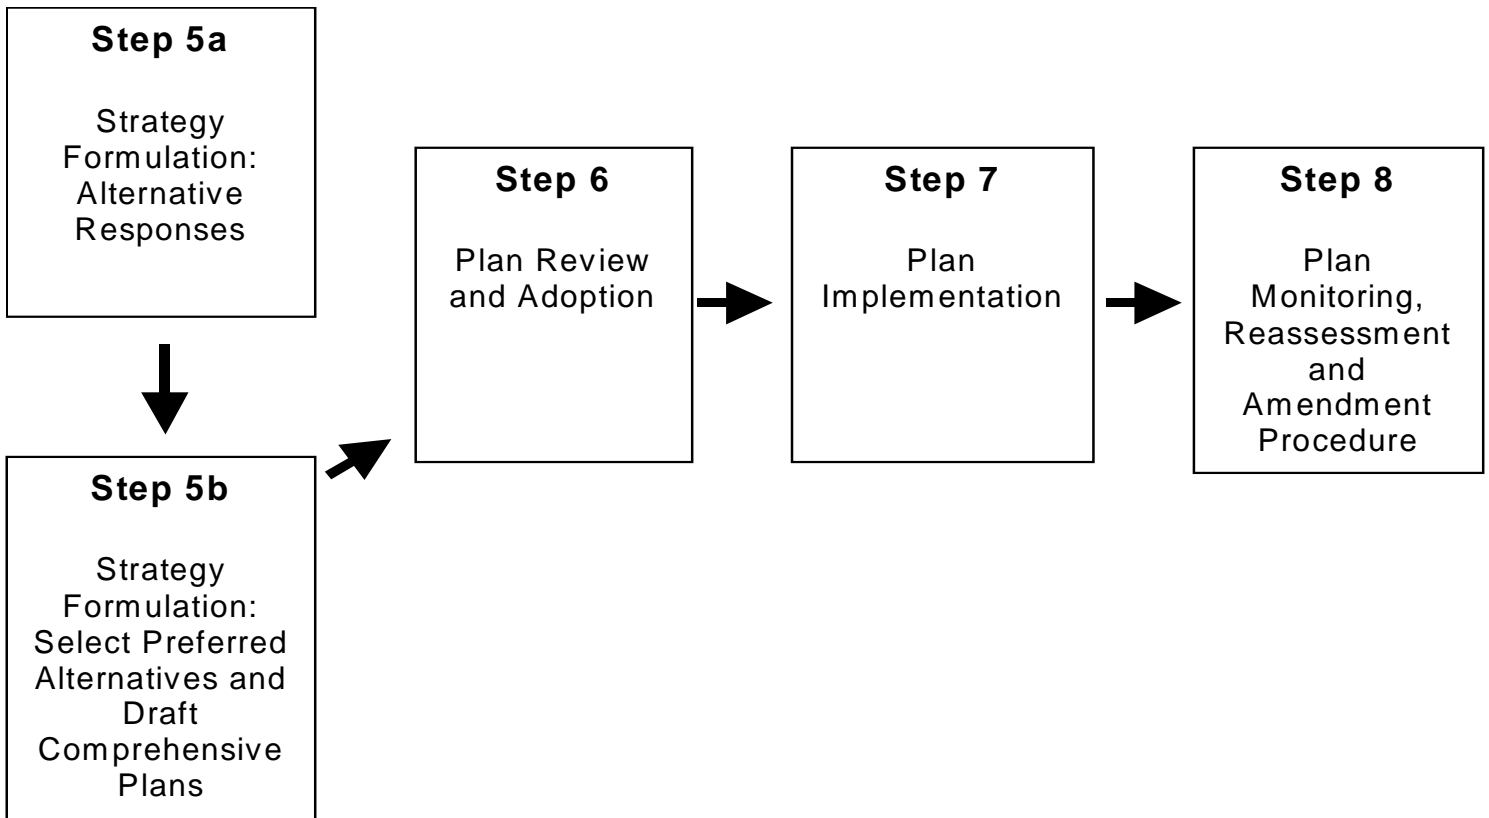 Step 5a
Strategy
Formulation:
Alternative
Responses
Step 5b
Strategy
Formulation:
Select Preferred
Alternatives and
Draft
Comprehensive
Plans
Step 6
Plan Review
and Adoption
Step 7
Plan
Implementation
Step 8
Plan
Monitoring,
Reassessment
and
Amendment
Procedure